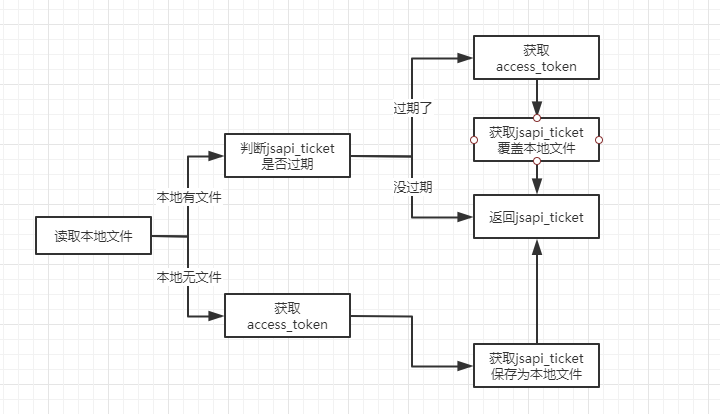 获取
access_token
过期了
获取jsapi_ticket
覆盖本地文件
判断jsapi_ticket
是否过期
没过期
本地有文件
返回jsapi_ticket
读取本地文件
本地无文件
获取
access_token
获取jsapi_ticket
保存为本地文件